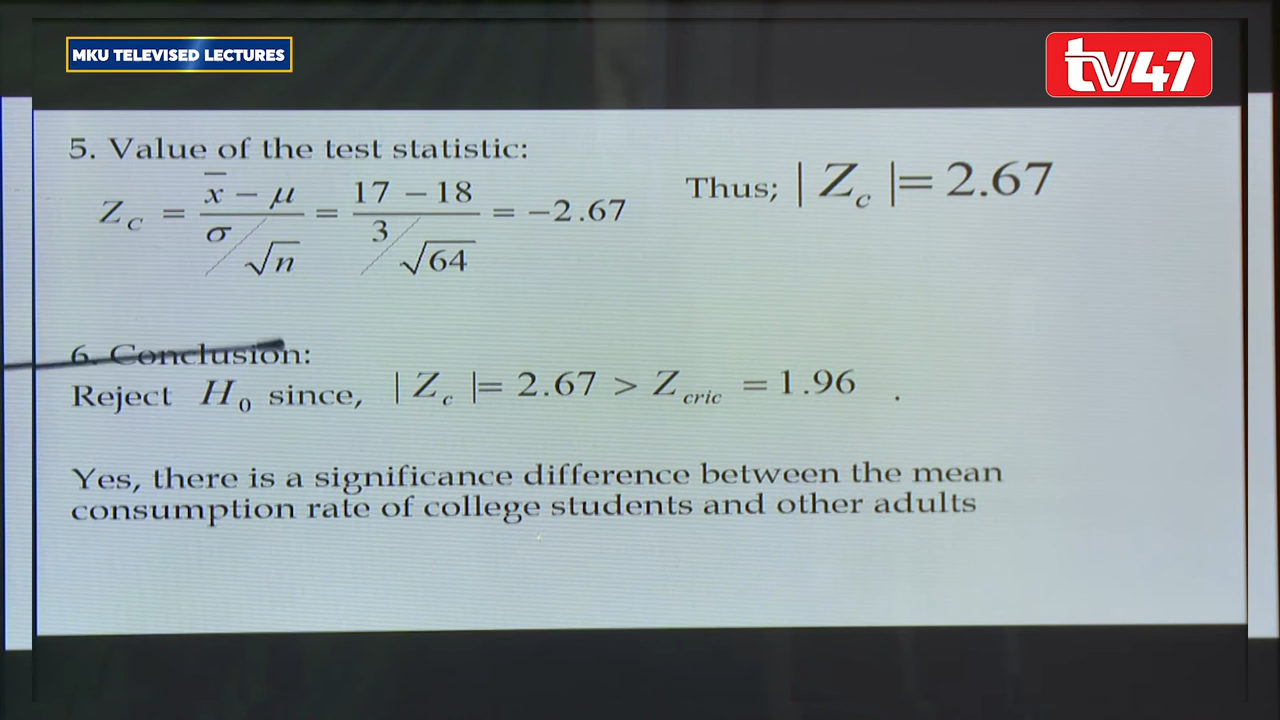 MKU TELEVISED LECTURES
tv47
5. Value of the test statistic:
Z_c = (x̄ − μ) / (σ/√n) = (17 − 18) / (3/√64) = −2.67
Thus; | Z_c |= 2.67
6. Conclusion:
Reject H_0 since, | Z_c |= 2.67 > Z_cric = 1.96 .
Yes, there is a significance difference between the mean
consumption rate of college students and other adults